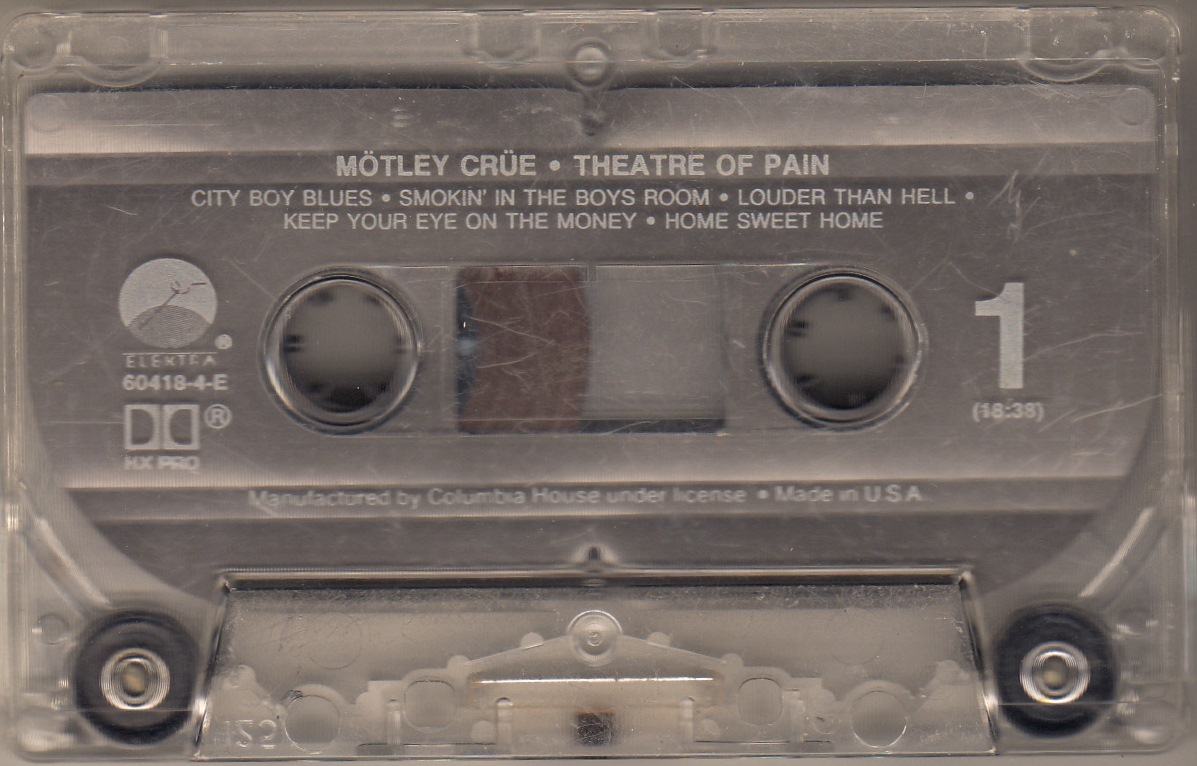 MÖTLEY CRÜE • THEATRE OF PAIN
CITY BOY BLUES • SMOKIN' IN THE BOYS ROOM • LOUDER THAN HELL •
KEEP YOUR EYE ON THE MONEY • HOME SWEET HOME
1
(18:38)
ELEKTRA ®
60418-4-E
®
HX PRO
Manufactured by Columbia House under license • Made in U.S.A.